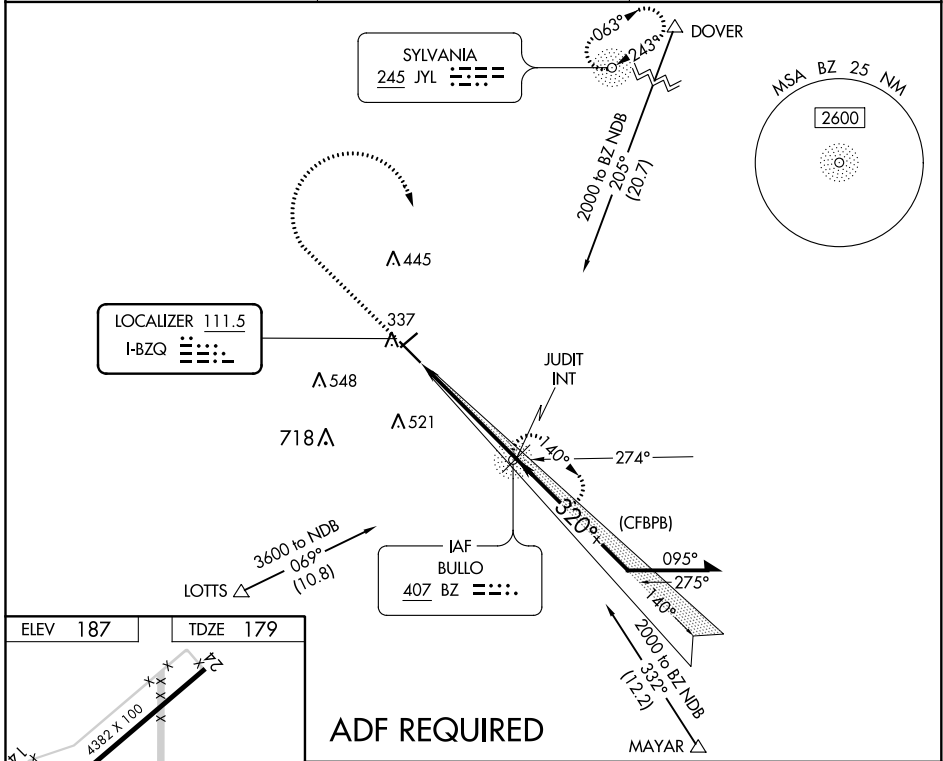 SYLVANIA
245 JYL
063°
243°
DOVER
2000 to BZ NDB
205°
(20.7)
MSA BZ 25 NM
2600
445
LOCALIZER 111.5
I-BZQ
337
548
521
718
JUDIT
INT
140°
274°
320°
(CFBPB)
095°
275°
140°
3600 to NDB
069°
(10.8)
LOTTS
IAF
BULLO
407 BZ
2000 to BZ NDB
332°
(12.2)
MAYAR
ELEV 187
TDZE 179
24
4382 X 100
14
ADF REQUIRED